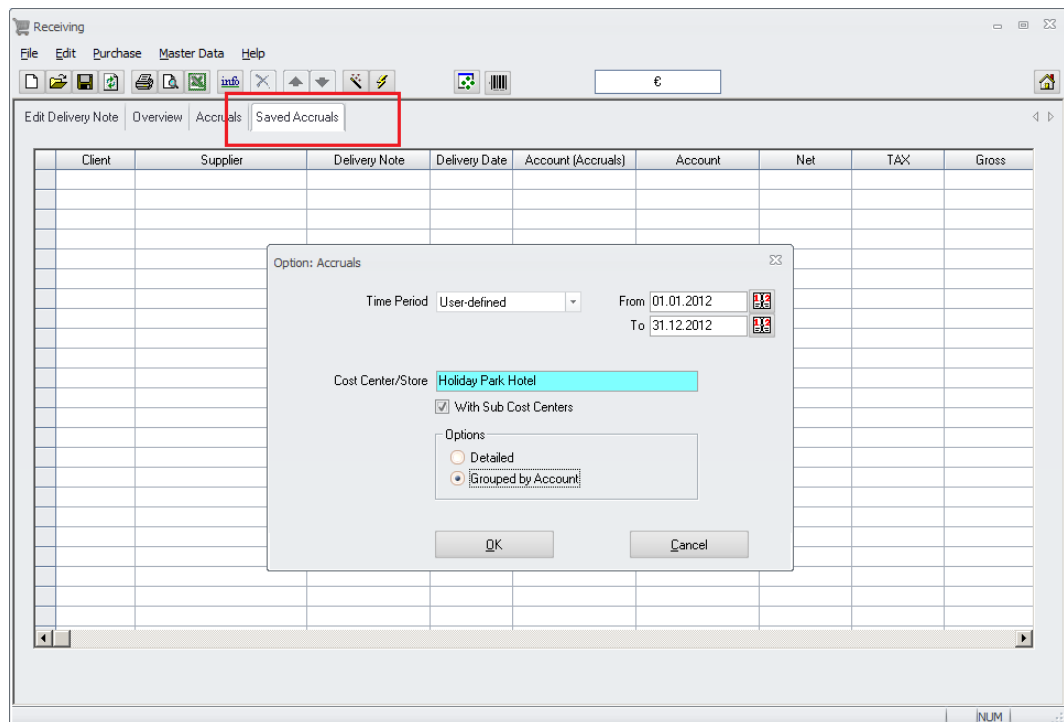 Receiving
File Edit Purchase Master Data Help
info €
Edit Delivery Note Overview Accruals Saved Accruals
Client Supplier Delivery Note Delivery Date Account (Accruals) Account Net TAX Gross
Option: Accruals
Time Period User-defined From 01.01.2012
To 31.12.2012
Cost Center/Store Holiday Park Hotel
With Sub Cost Centers
Options
Detailed
Grouped by Account
OK Cancel
NUM